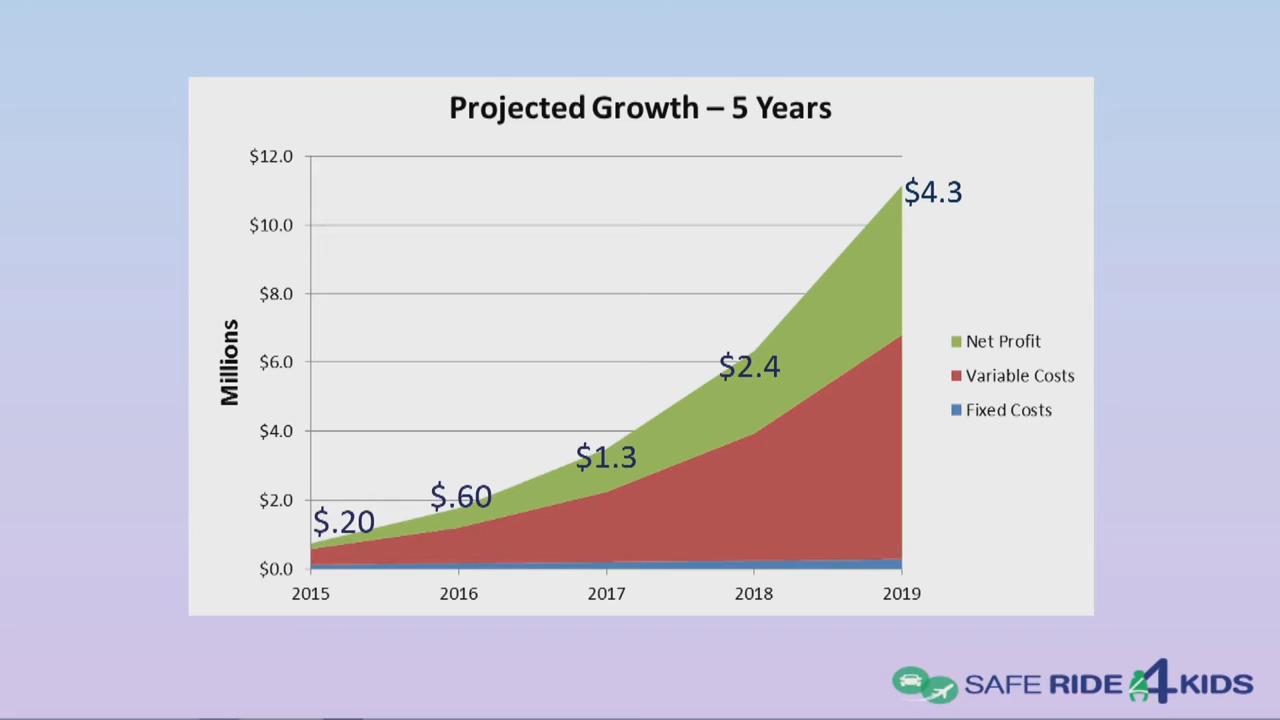 Projected Growth – 5 Years
$12.0
$10.0
$8.0
$6.0
$4.0
$2.0
$0.0
Millions
$.20
$.60
$1.3
$2.4
$4.3
2015 2016 2017 2018 2019
Net Profit
Variable Costs
Fixed Costs
SAFE RIDE 4 KIDS